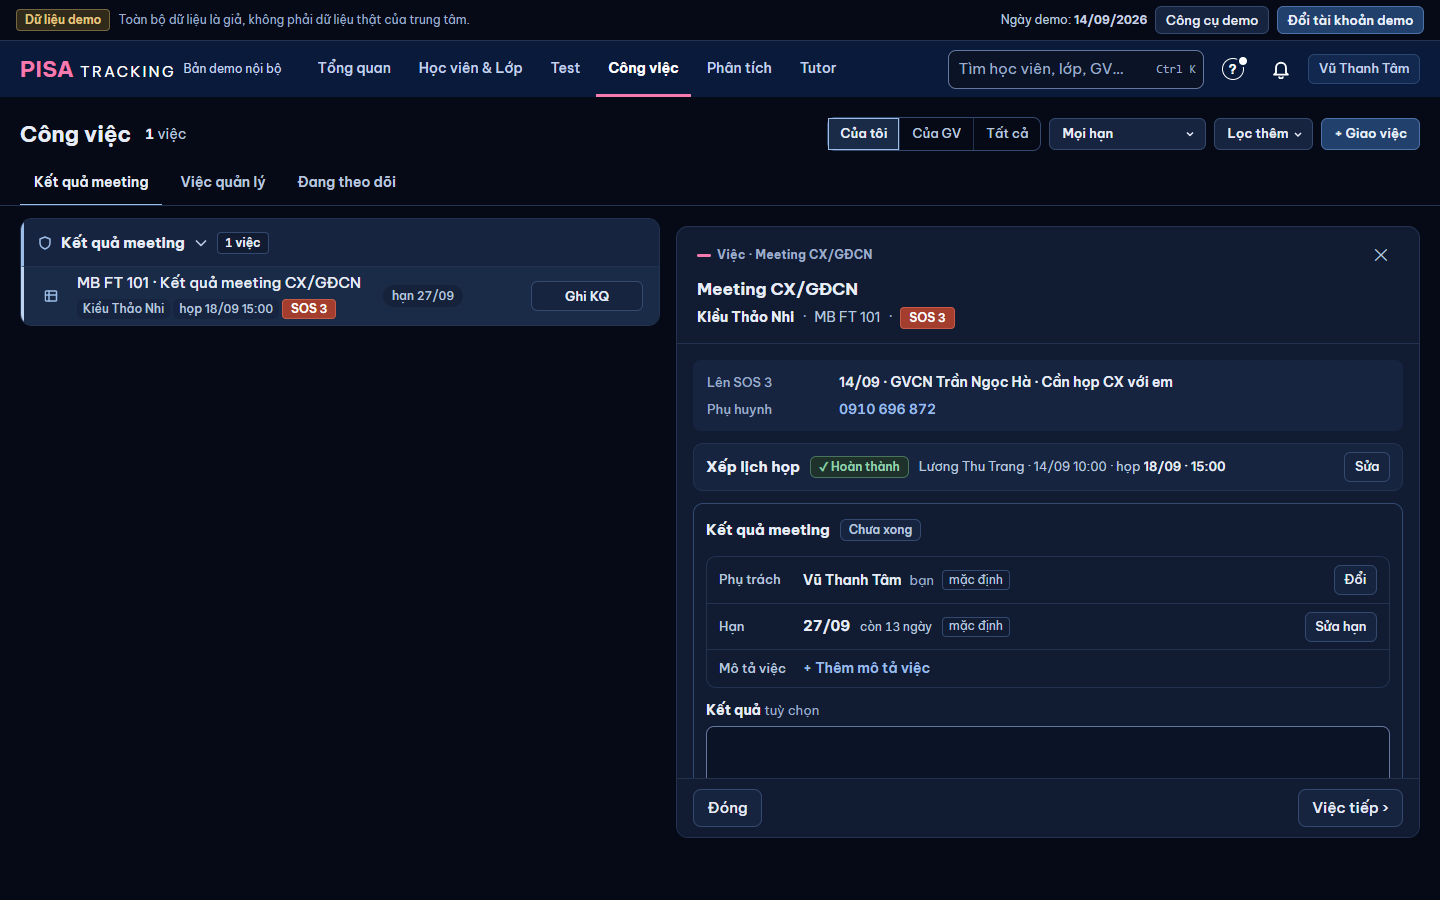 Dữ liệu demo Toàn bộ dữ liệu là giả, không phải dữ liệu thật của trung tâm. Ngày demo: 14/09/2026 Công cụ demo Đổi tài khoản demo
PISA TRACKING Bản demo nội bộ Tổng quan Học viên & Lớp Test Công việc Phân tích Tutor Tìm học viên, lớp, GV... Ctrl K ? Vũ Thanh Tâm
Công việc 1 việc Của tôi Của GV Tất cả Mọi hạn Lọc thêm + Giao việc
Kết quả meeting Việc quản lý Đang theo dõi
Kết quả meeting 1 việc
MB FT 101 · Kết quả meeting CX/GĐCN
Kiều Thảo Nhi họp 18/09 15:00 SOS 3
hạn 27/09
Ghi KQ
Việc · Meeting CX/GĐCN
Meeting CX/GĐCN
Kiều Thảo Nhi · MB FT 101 · SOS 3
Lên SOS 3 14/09 · GVCN Trần Ngọc Hà · Cần họp CX với em
Phụ huynh 0910 696 872
Xếp lịch họp ✓ Hoàn thành Lương Thu Trang · 14/09 10:00 · họp 18/09 · 15:00 Sửa
Kết quả meeting Chưa xong
Phụ trách Vũ Thanh Tâm bạn mặc định Đổi
Hạn 27/09 còn 13 ngày mặc định Sửa hạn
Mô tả việc + Thêm mô tả việc
Kết quả tuỳ chọn
Đóng Việc tiếp ›